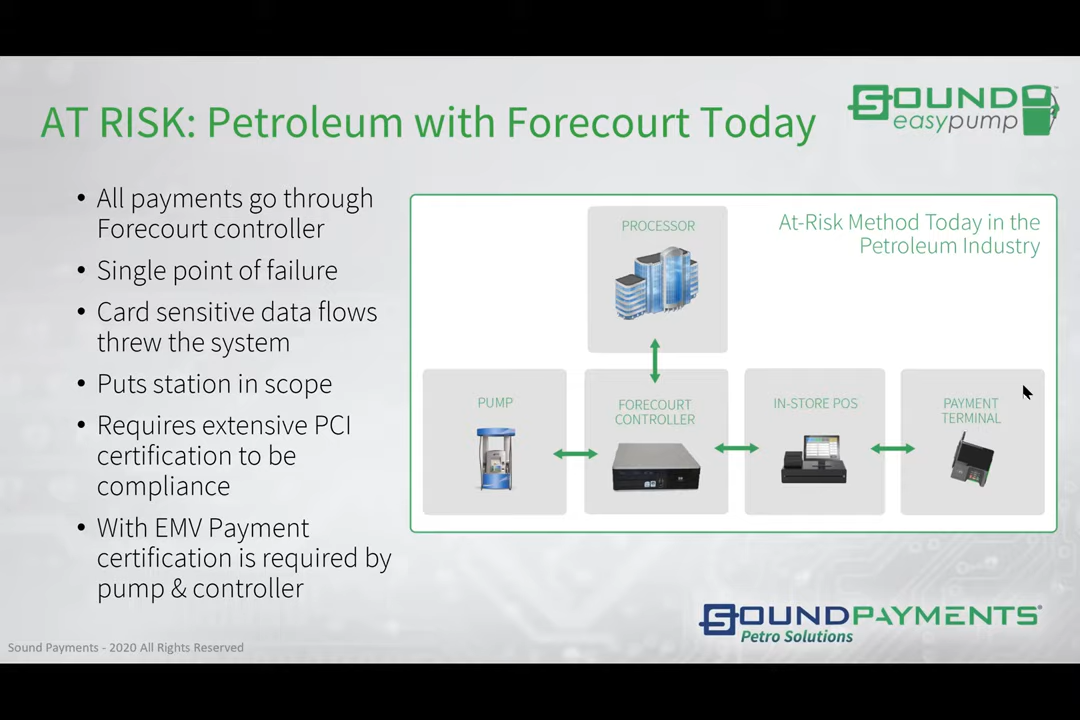 AT RISK: Petroleum with Forecourt Today
SOUND
easypump
• All payments go through
Forecourt controller
• Single point of failure
• Card sensitive data flows
threw the system
• Puts station in scope
• Requires extensive PCI
certification to be
compliance
• With EMV Payment
certification is required by
pump & controller
At-Risk Method Today in the
Petroleum Industry
PROCESSOR
PUMP
FORECOURT
CONTROLLER
IN-STORE POS
PAYMENT
TERMINAL
SOUNDPAYMENTS®
Petro Solutions
Sound Payments - 2020 All Rights Reserved